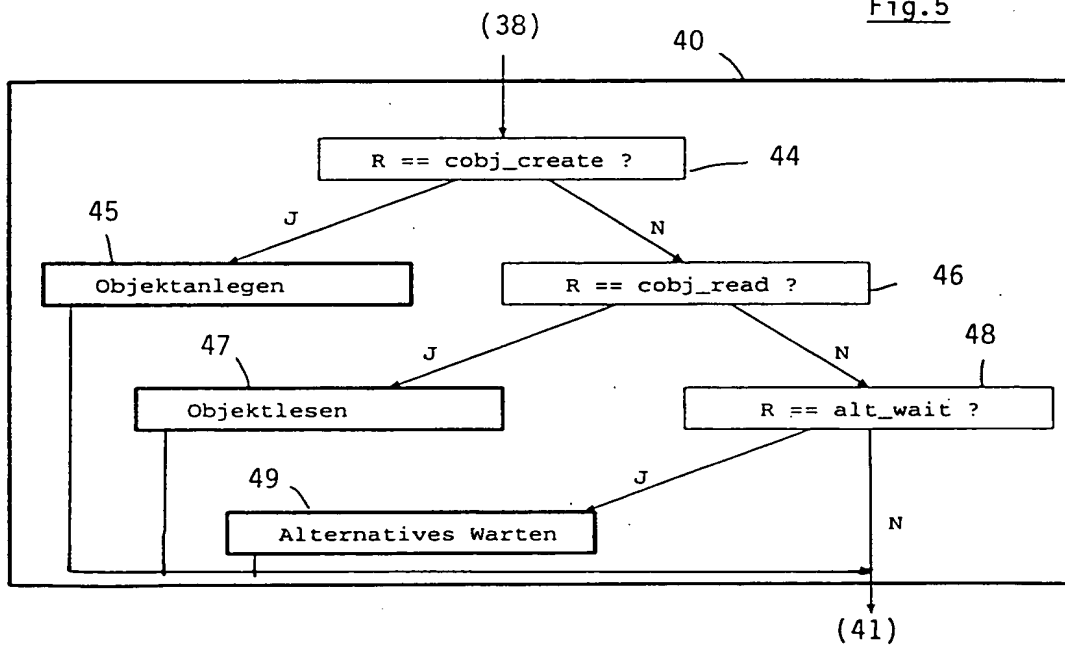 Fig.5
(38)
40
R == cobj_create ?
44
J
N
45
Objektanlegen
R == cobj_read ?
46
J
N
47
48
Objektlesen
R == alt_wait ?
J
N
49
Alternatives Warten
(41)